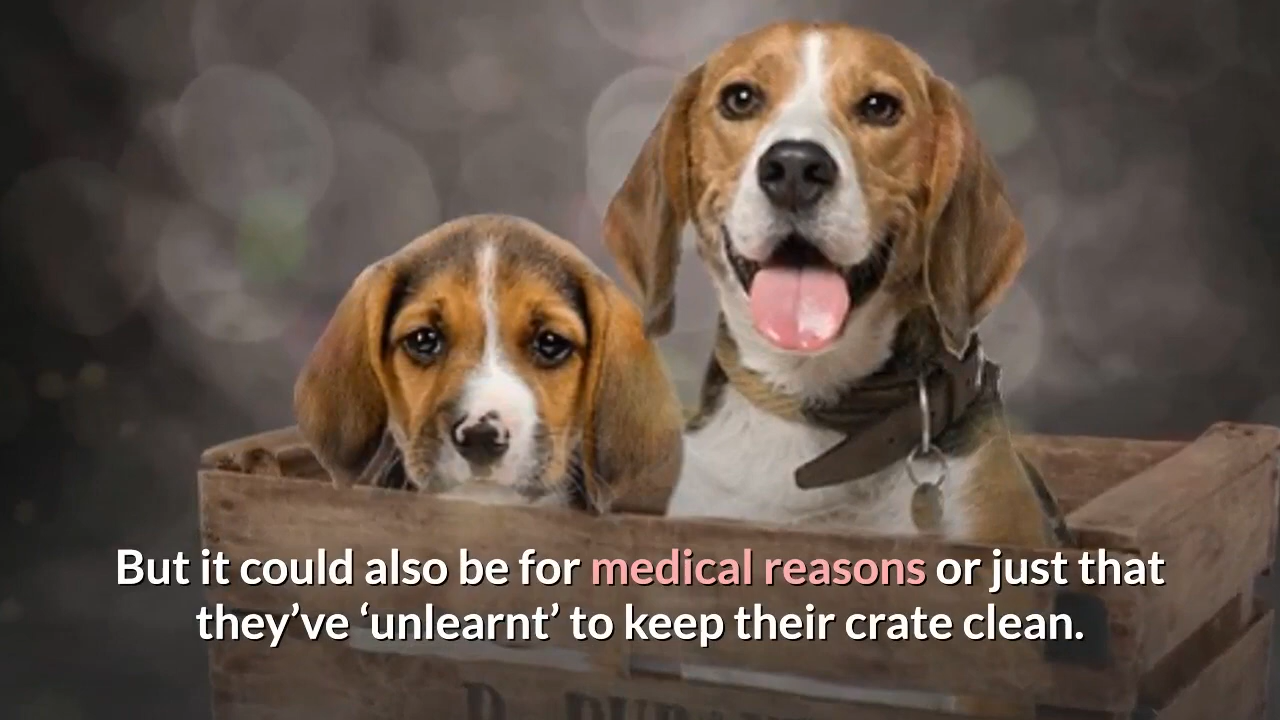 But it could also be for medical reasons or just that
they’ve ‘unlearnt’ to keep their crate clean.